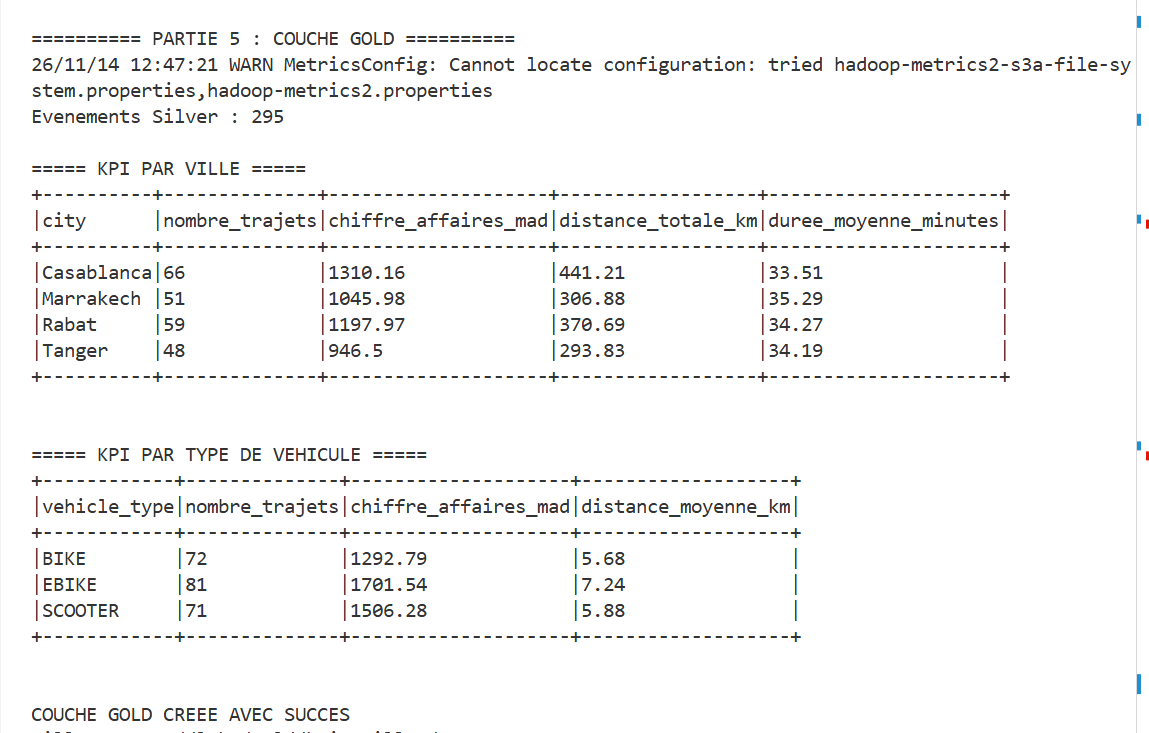 ========== PARTIE 5 : COUCHE GOLD ==========
26/11/14 12:47:21 WARN MetricsConfig: Cannot locate configuration: tried hadoop-metrics2-s3a-file-sy
stem.properties,hadoop-metrics2.properties
Evenements Silver : 295
===== KPI PAR VILLE =====
+----------+--------------+--------------------+------------------+---------------------+
|city      |nombre_trajets|chiffre_affaires_mad|distance_totale_km|duree_moyenne_minutes|
+----------+--------------+--------------------+------------------+---------------------+
|Casablanca|66            |1310.16             |441.21            |33.51                |
|Marrakech |51            |1045.98             |306.88            |35.29                |
|Rabat     |59            |1197.97             |370.69            |34.27                |
|Tanger    |48            |946.5               |293.83            |34.19                |
+----------+--------------+--------------------+------------------+---------------------+
===== KPI PAR TYPE DE VEHICULE =====
+------------+--------------+--------------------+-------------------+
|vehicle_type|nombre_trajets|chiffre_affaires_mad|distance_moyenne_km|
+------------+--------------+--------------------+-------------------+
|BIKE        |72            |1292.79             |5.68               |
|EBIKE       |81            |1701.54             |7.24               |
|SCOOTER     |71            |1506.28             |5.88               |
+------------+--------------+--------------------+-------------------+
COUCHE GOLD CREEE AVEC SUCCES